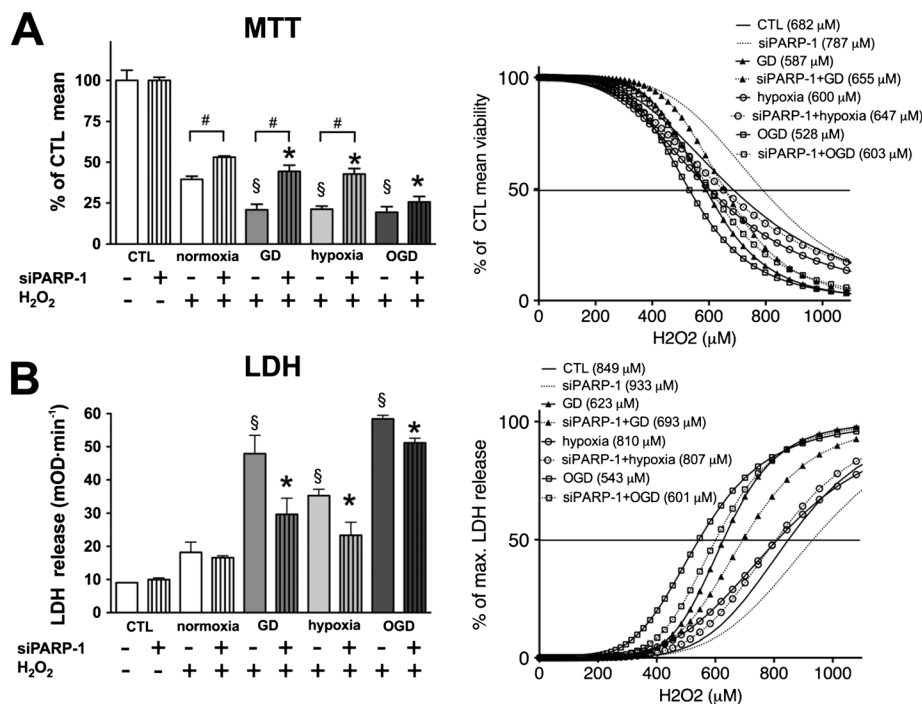 A
MTT
% of CTL mean
100
75
50
25
0
#
#
#
§
*
§
*
§
*
CTL
normoxia
GD
hypoxia
OGD
siPARP-1 - + - + - + - + - +
H₂O₂ - - + + + + + + + +
% of CTL mean viability
100
50
0
0 200 400 600 800 1000
H2O2 (μM)
CTL (682 μM)
siPARP-1 (787 μM)
GD (587 μM)
siPARP-1+GD (655 μM)
hypoxia (600 μM)
siPARP-1+hypoxia (647 μM)
OGD (528 μM)
siPARP-1+OGD (603 μM)
B
LDH
LDH release (mOD·min⁻¹)
60
50
40
30
20
10
0
§
*
§
*
§
*
CTL
normoxia
GD
hypoxia
OGD
siPARP-1 - + - + - + - + - +
H₂O₂ - - + + + + + + + +
% of max. LDH release
100
50
0
0 200 400 600 800 1000
H2O2 (μM)
CTL (849 μM)
siPARP-1 (933 μM)
GD (623 μM)
siPARP-1+GD (693 μM)
hypoxia (810 μM)
siPARP-1+hypoxia (807 μM)
OGD (543 μM)
siPARP-1+OGD (601 μM)